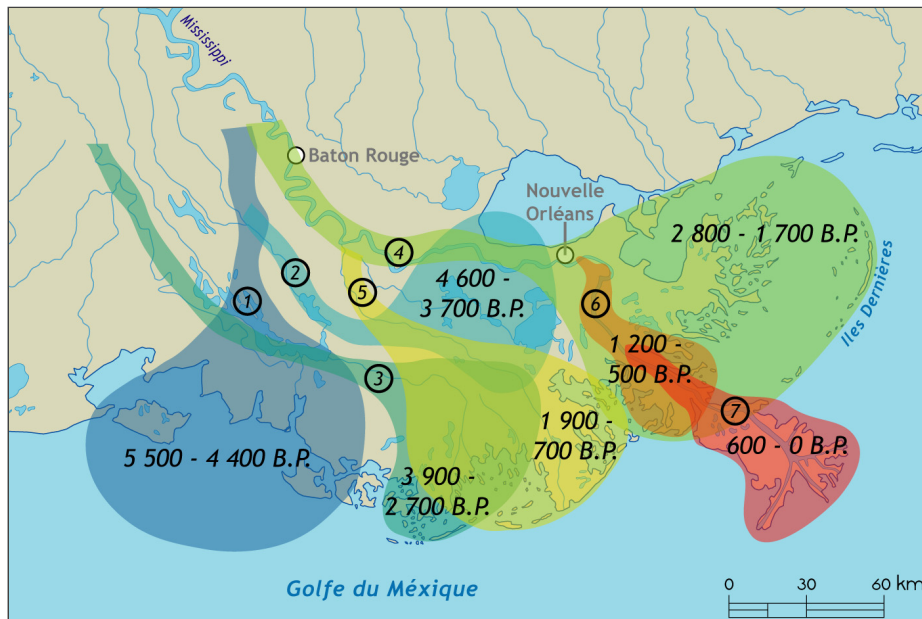 Mississippi
Baton Rouge
Nouvelle
Orléans
2 800 - 1 700 B.P.
Iles Dernières
4
2
5
1
4 600 -
3 700 B.P.
6
1 200 -
500 B.P.
3
7
1 900 -
700 B.P.
600 - 0 B.P.
5 500 - 4 400 B.P.
3 900 -
2 700 B.P.
Golfe du Méxique
0 30 60 km